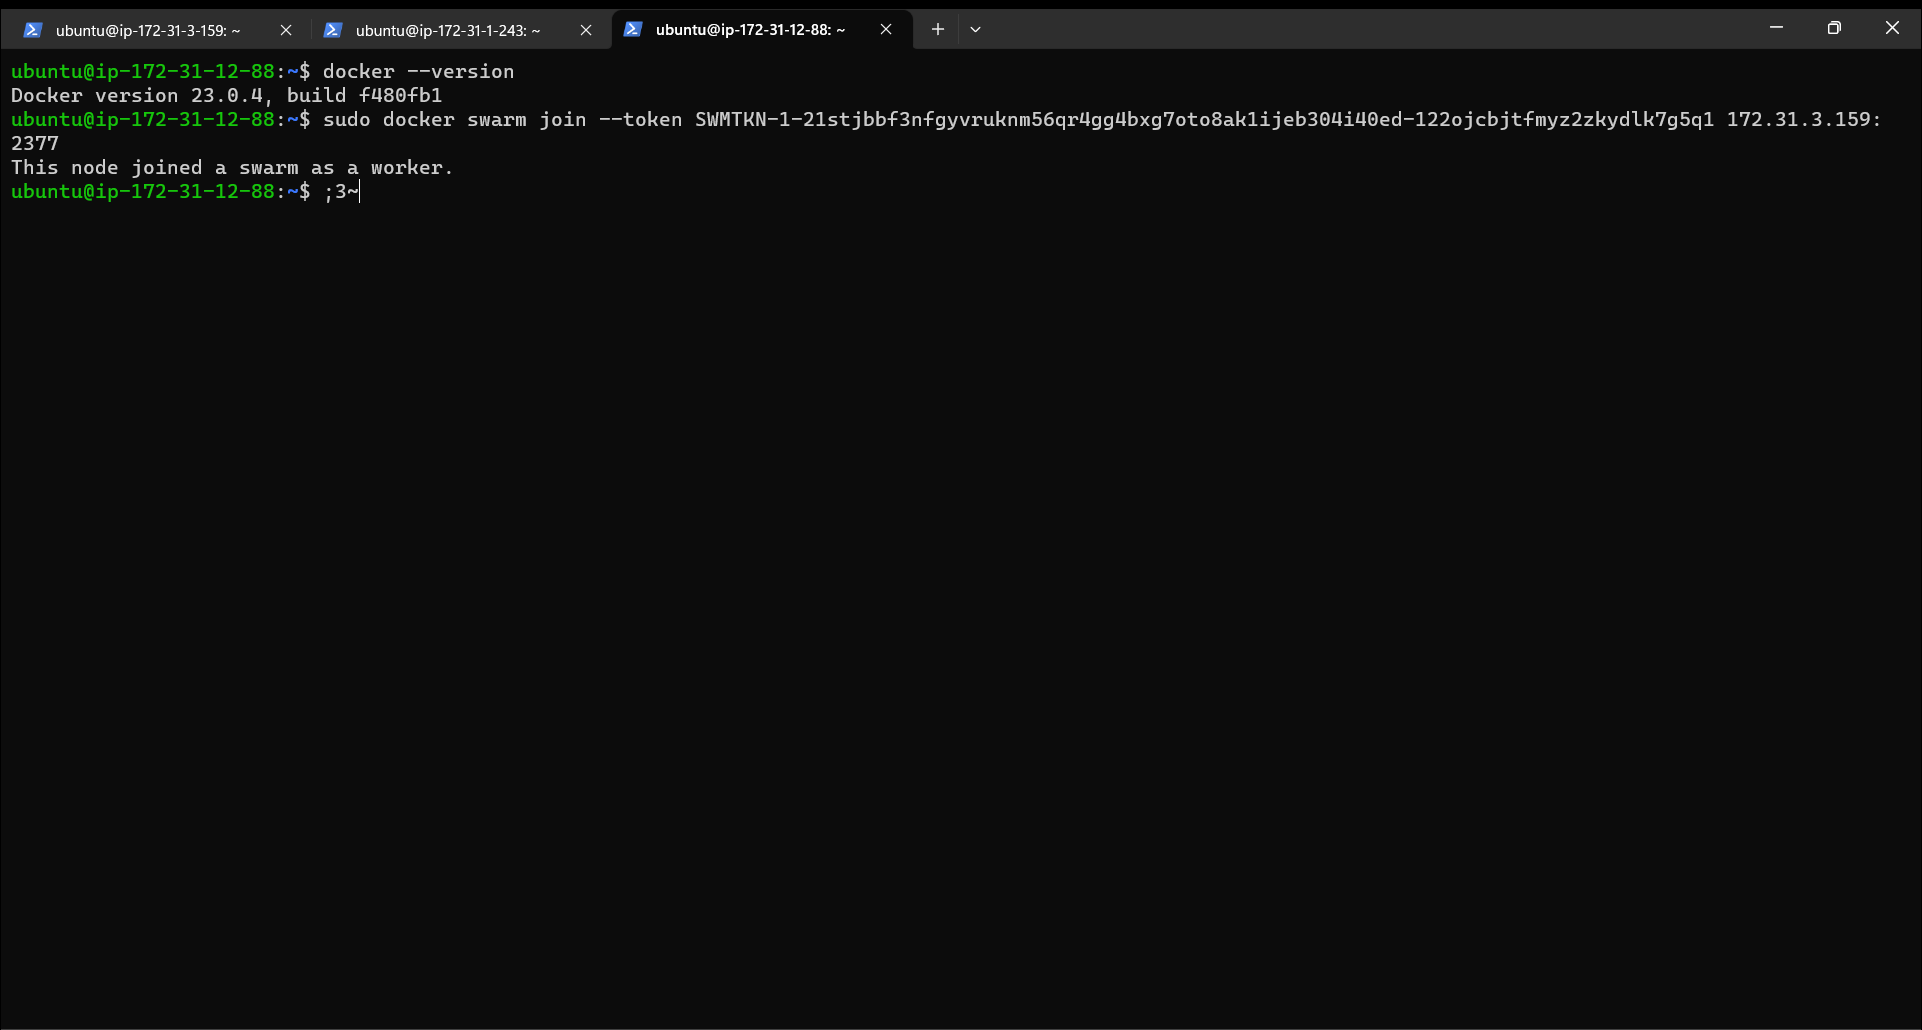 ubuntu@ip-172-31-3-159: ~
ubuntu@ip-172-31-1-243: ~
ubuntu@ip-172-31-12-88: ~
ubuntu@ip-172-31-12-88:~$ docker --version
Docker version 23.0.4, build f480fb1
ubuntu@ip-172-31-12-88:~$ sudo docker swarm join --token SWMTKN-1-21stjbbf3nfgyvruknm56qr4gg4bxg7oto8ak1ijeb304i40ed-122ojcbjtfmyz2zkydlk7g5q1 172.31.3.159:
2377
This node joined a swarm as a worker.
ubuntu@ip-172-31-12-88:~$ ;3~